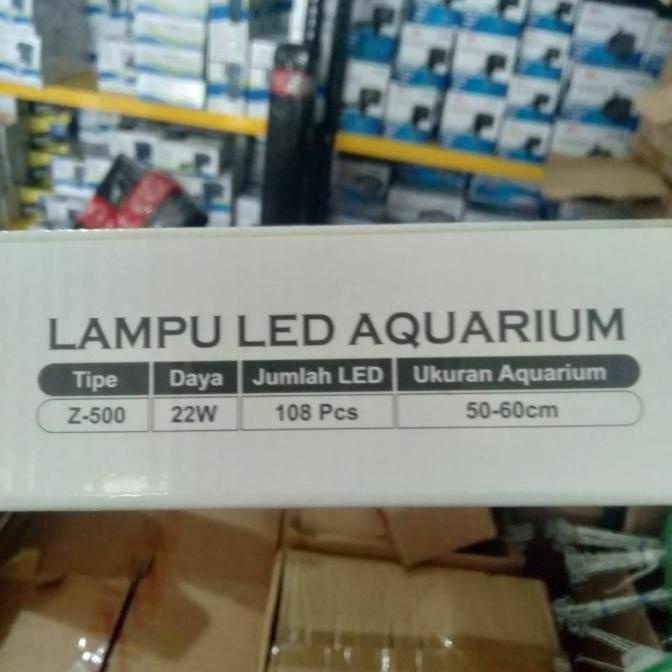 LAMPU LED AQUARIUM
Tipe Daya Jumlah LED Ukuran Aquarium
Z-500 22W 108 Pcs 50-60cm